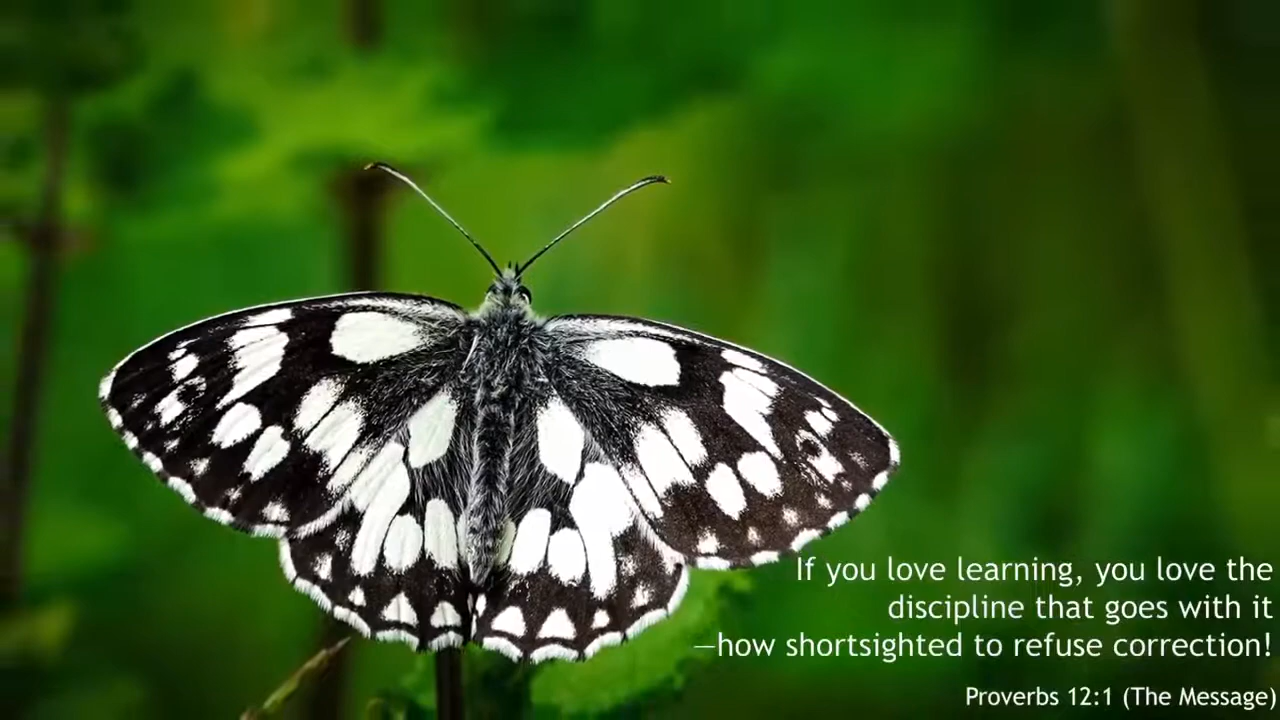 If you love learning, you love the
discipline that goes with it
—how shortsighted to refuse correction!
Proverbs 12:1 (The Message)